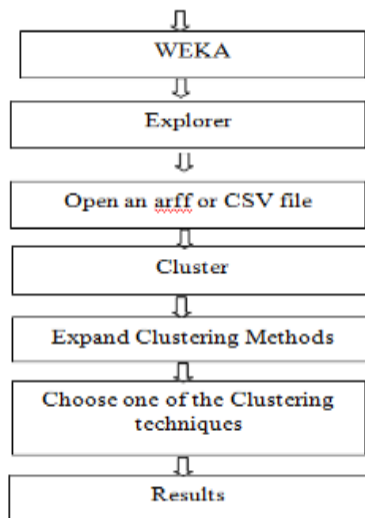 WEKA
Explorer
Open an arff or CSV file
Cluster
Expand Clustering Methods
Choose one of the Clustering
techniques
Results